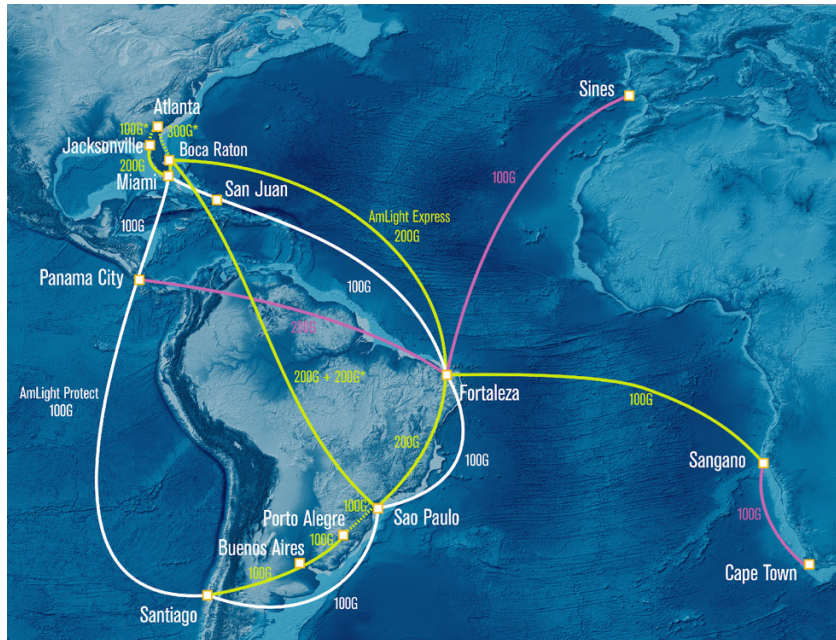 Atlanta
100G*
300G*
Jacksonville
Boca Raton
200G
Miami
San Juan
Sines
100G
AmLight Express
200G
100G
Panama City
100G
200G
200G + 200G*
Fortaleza
AmLight Protect
100G
100G
200G
100G
Sangano
100G
Sao Paulo
100G
Porto Alegre
100G
Buenos Aires
100G
Cape Town
100G
Santiago